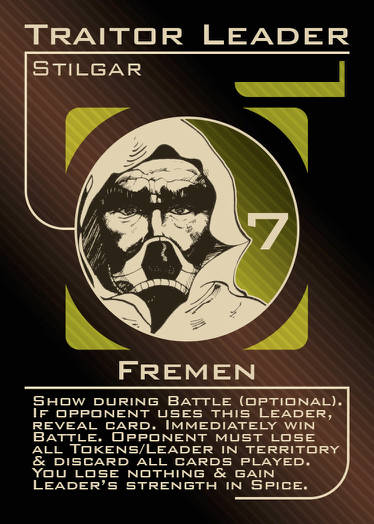 Traitor Leader
Stilgar
7
Fremen
Show during Battle (optional).
If opponent uses this Leader,
reveal card. Immediately win
Battle. Opponent must lose
all Tokens/Leader in territory
& discard all cards played.
You lose nothing & gain
Leader's strength in Spice.